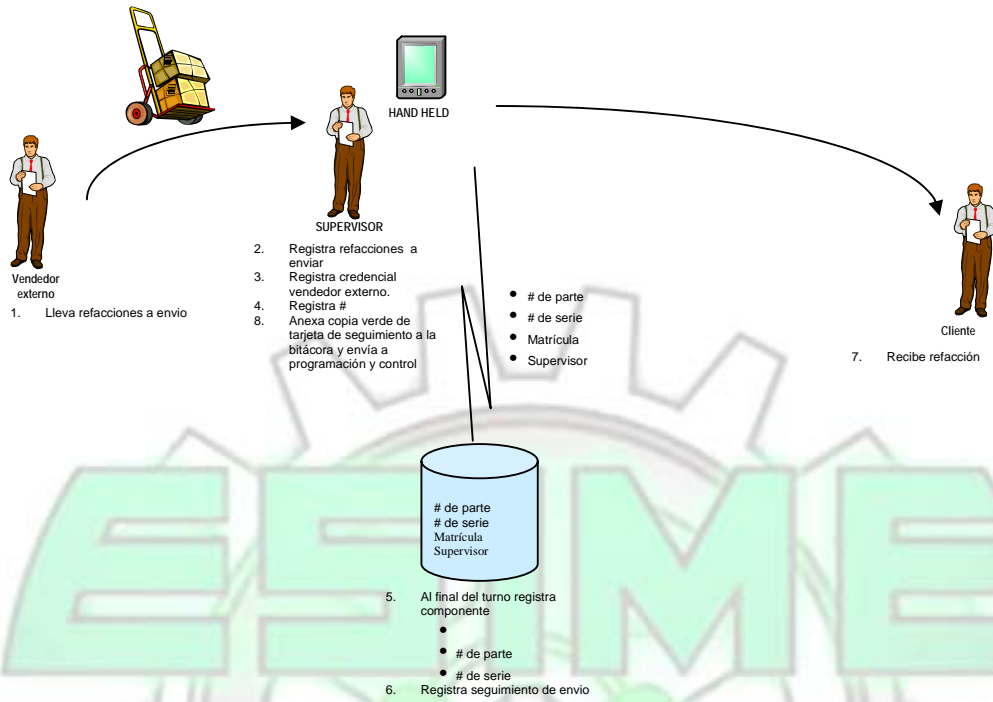 HAND HELD
SUPERVISOR
Vendedor
externo
1. Lleva refacciones a envio
2. Registra refacciones a
enviar
3. Registra credencial
vendedor externo.
4. Registra #
8. Anexa copia verde de
tarjeta de seguimiento a la
bitácora y envía a
programación y control
• # de parte
• # de serie
• Matrícula
• Supervisor
Cliente
7. Recibe refacción
# de parte
# de serie
Matrícula
Supervisor
5. Al final del turno registra
componente
•
• # de parte
• # de serie
6. Registra seguimiento de envio
ESIME